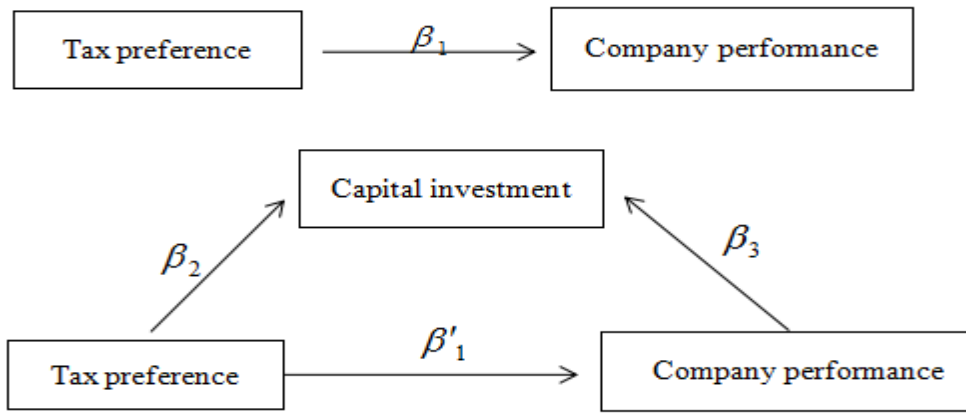 Tax preference
β₁
Company performance
Capital investment
β₂
β₃
β′₁
Tax preference
Company performance